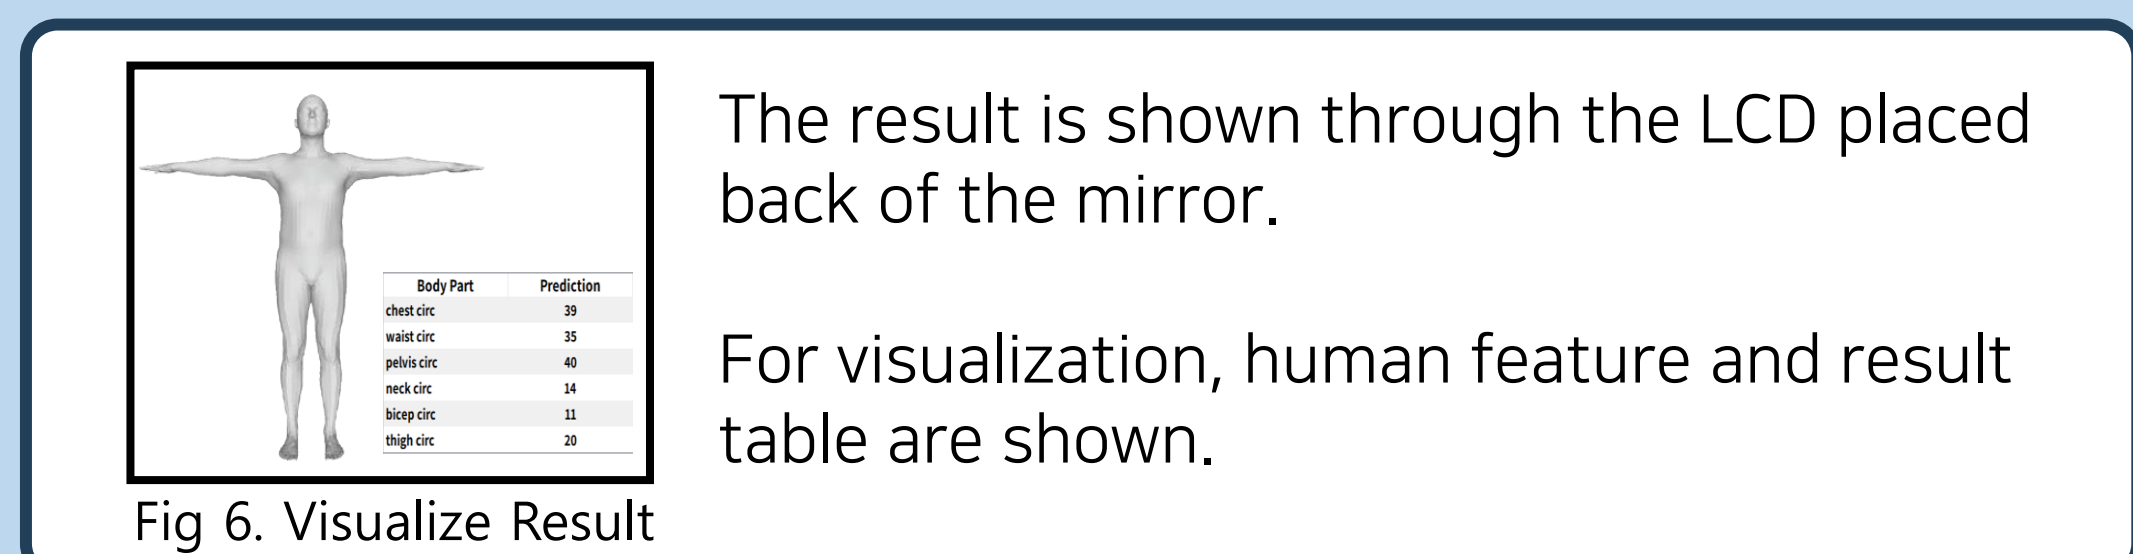 Body Part Prediction
chest circ 39
waist circ 35
pelvis circ 40
neck circ 14
bicep circ 11
thigh circ 20
Fig 6. Visualize Result
The result is shown through the LCD placed
back of the mirror.
For visualization, human feature and result
table are shown.